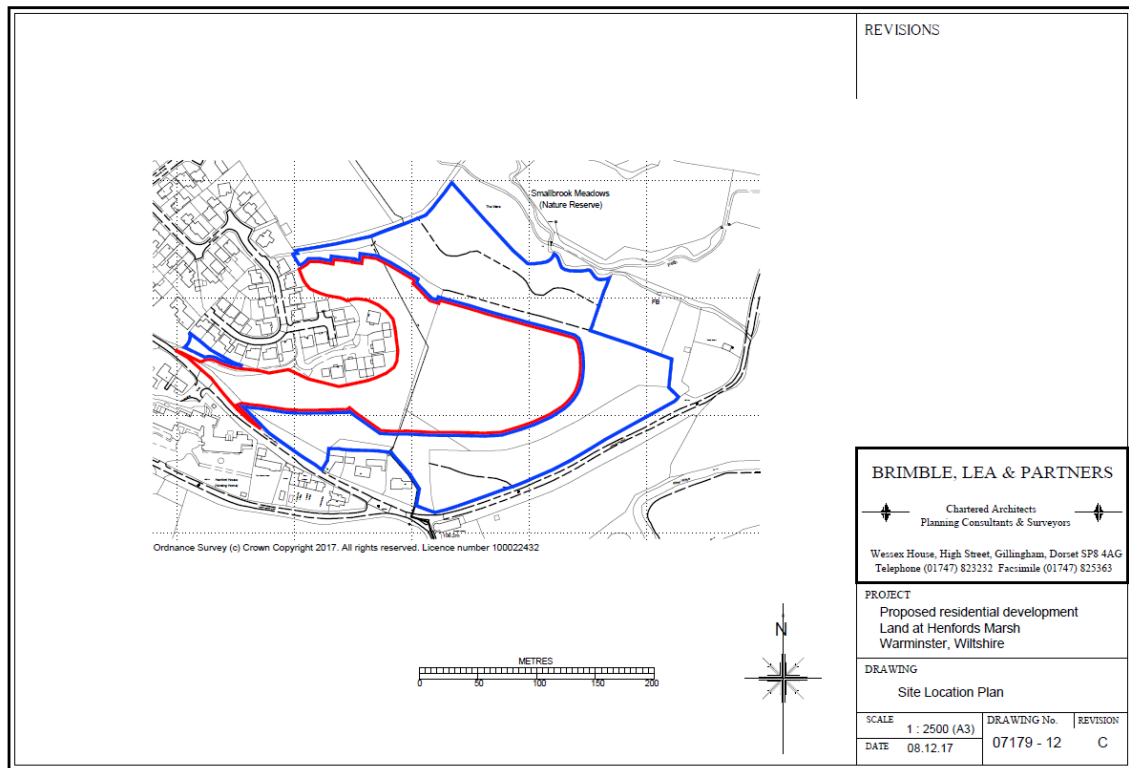 REVISIONS
Smallbrook Meadows
(Nature Reserve)
Path
FB
Ordnance Survey (c) Crown Copyright 2017. All rights reserved. Licence number 100022432
METRES
0 50 100 150 200
N
BRIMBLE, LEA & PARTNERS
Chartered Architects
Planning Consultants & Surveyors
Wessex House, High Street, Gillingham, Dorset SP8 4AG
Telephone (01747) 823232 Facsimile (01747) 825363
PROJECT
Proposed residential development
Land at Henfords Marsh
Warminster, Wiltshire
DRAWING
Site Location Plan
SCALE 1 : 2500 (A3)
DRAWING No. 07179 - 12
REVISION C
DATE 08.12.17